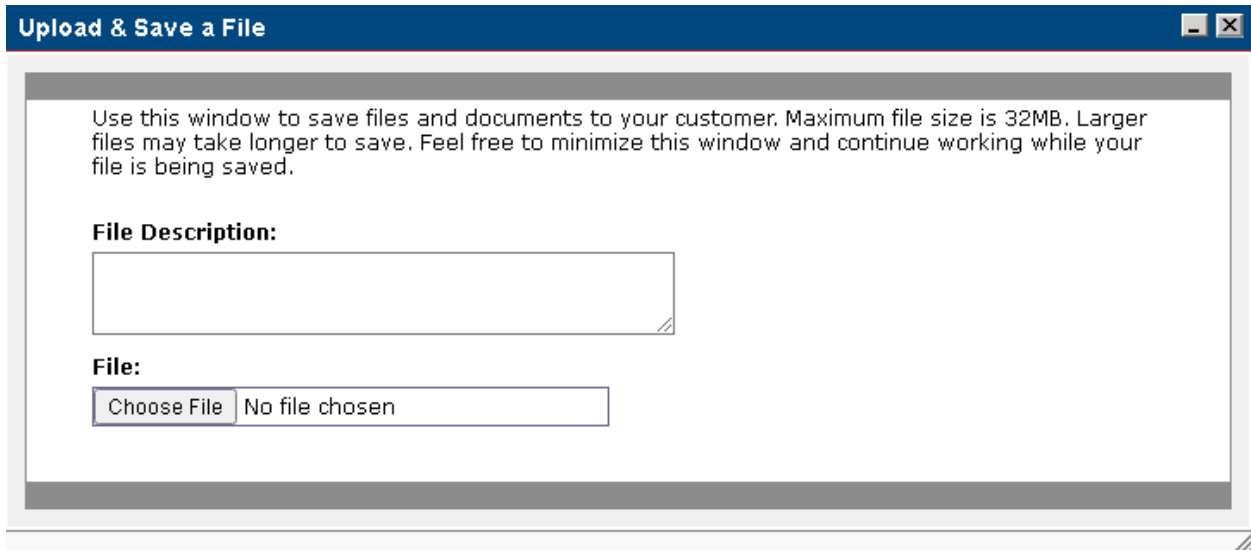 Upload & Save a File
Use this window to save files and documents to your customer. Maximum file size is 32MB. Larger
files may take longer to save. Feel free to minimize this window and continue working while your
file is being saved.
File Description:
File:
Choose File No file chosen